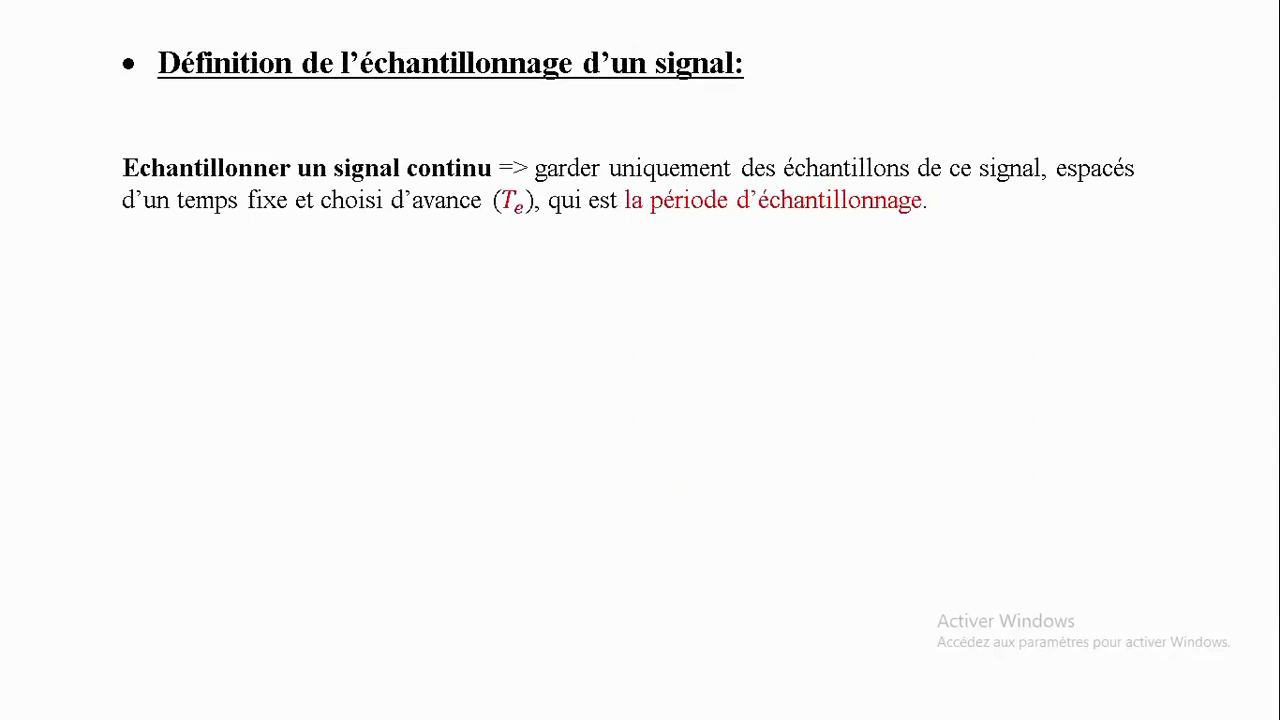 • Définition de l’échantillonnage d’un signal:
Echantillonner un signal continu => garder uniquement des échantillons de ce signal, espacés
d’un temps fixe et choisi d’avance (Te), qui est la période d’échantillonnage.
Activer Windows
Accédez aux paramètres pour activer Windows.